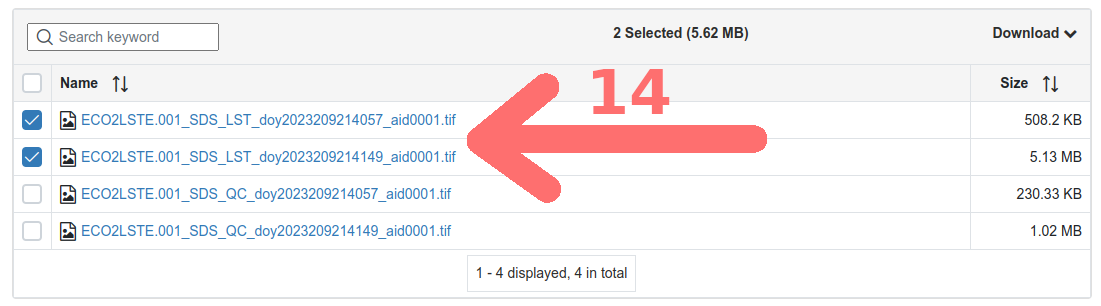 Search keyword 2 Selected (5.62 MB) Download
14
Name Size
ECO2LSTE.001_SDS_LST_doy2023209214057_aid0001.tif 508.2 KB
ECO2LSTE.001_SDS_LST_doy2023209214149_aid0001.tif 5.13 MB
ECO2LSTE.001_SDS_QC_doy2023209214057_aid0001.tif 230.33 KB
ECO2LSTE.001_SDS_QC_doy2023209214149_aid0001.tif 1.02 MB
1 - 4 displayed, 4 in total